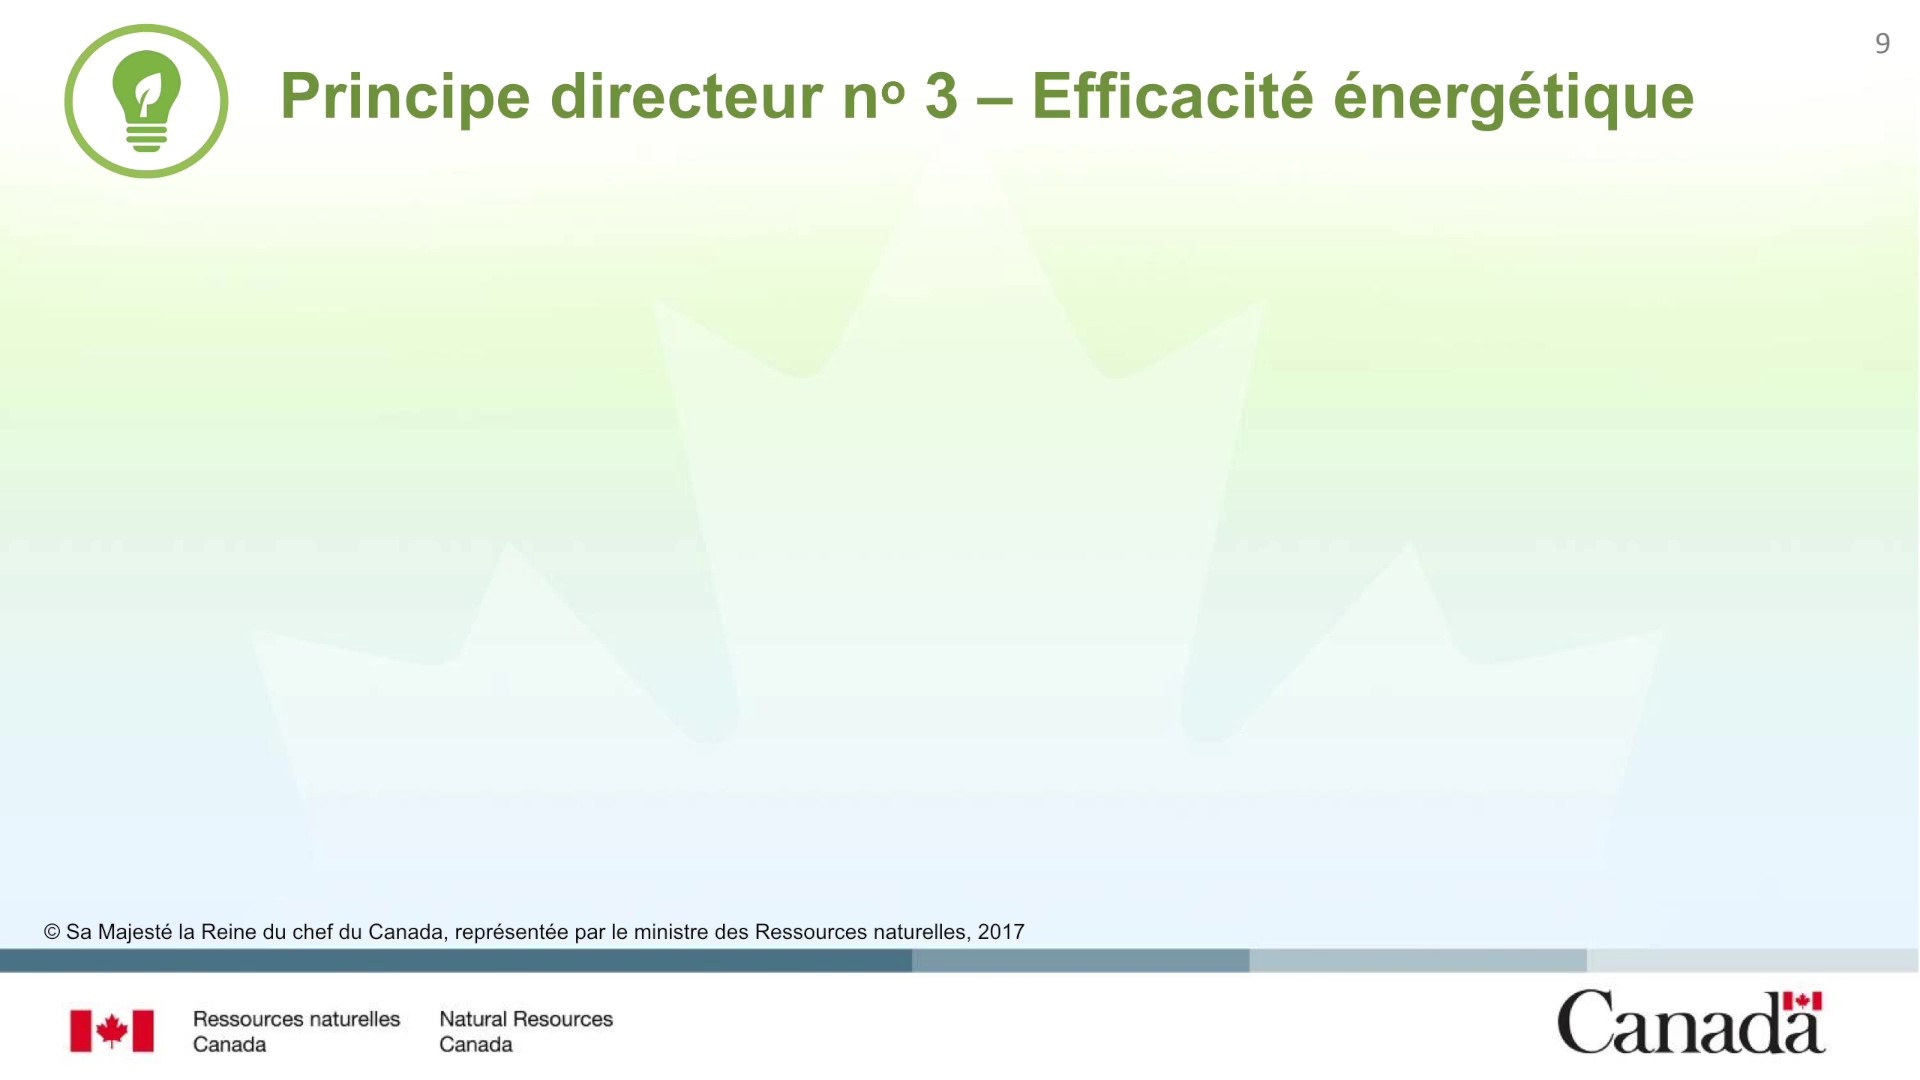 9
Principe directeur nº 3 – Efficacité énergétique
© Sa Majesté la Reine du chef du Canada, représentée par le ministre des Ressources naturelles, 2017
Ressources naturelles
Canada
Natural Resources
Canada
Canada